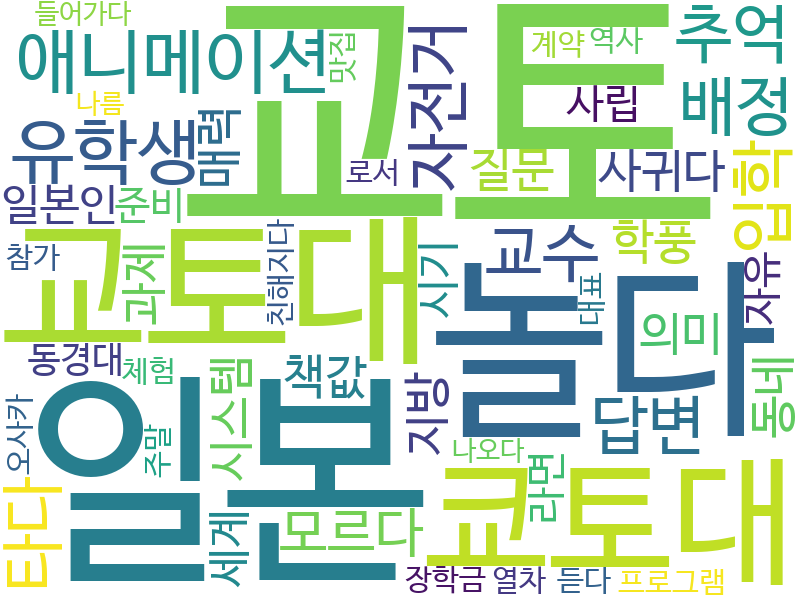 들어가다
애니메이션
맛집
교토
자전거
계약
역사
추억
나름
사립
배정
유학생
매력
로서
질문
사귀다
입학
일본인
준비
참가
교토대
과제
친해지다
시기
교수
대표
학풍
자유
놀다
의미
동경대
체험
책값
시스템
지방
답변
동네
오사카
주말
일본
나오다
라면
쿄토대
타다
세계
모르다
장학금
열차
듣다
프로그램